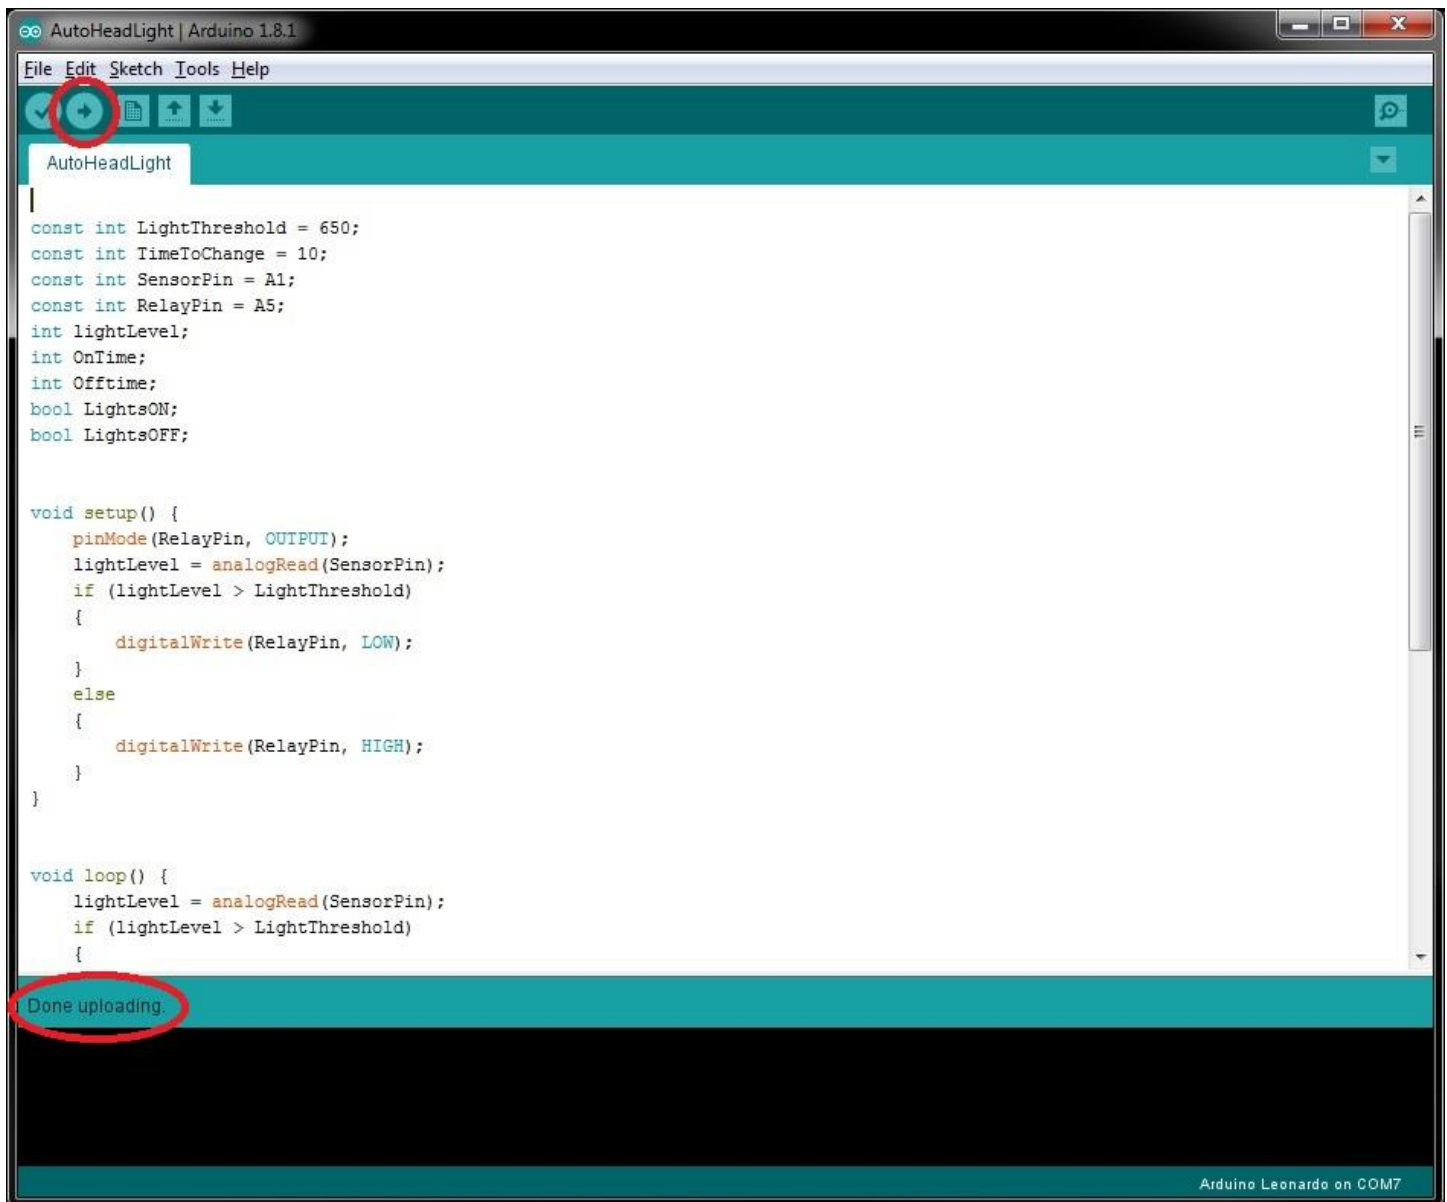 AutoHeadLight | Arduino 1.8.1
File Edit Sketch Tools Help
AutoHeadLight
const int LightThreshold = 650;
const int TimeToChange = 10;
const int SensorPin = A1;
const int RelayPin = A5;
int lightLevel;
int OnTime;
int Offtime;
bool LightsON;
bool LightsOFF;
void setup() {
pinMode(RelayPin, OUTPUT);
lightLevel = analogRead(SensorPin);
if (lightLevel > LightThreshold)
{
digitalWrite(RelayPin, LOW);
}
else
{
digitalWrite(RelayPin, HIGH);
}
}
void loop() {
lightLevel = analogRead(SensorPin);
if (lightLevel > LightThreshold)
{
Done uploading.
Arduino Leonardo on COM7